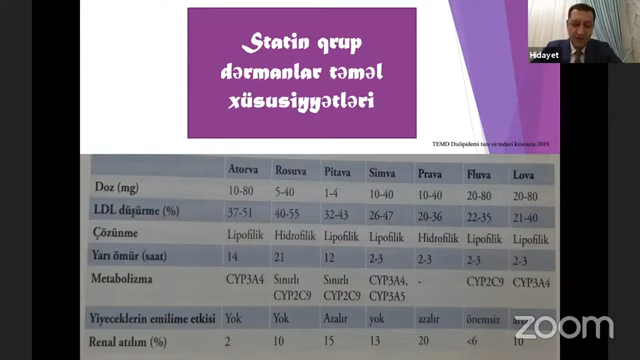 Statin qrup
dərmanlar təməl
xüsusiyyətləri
Hidayet
TEMD Dislipidemi tanı ve tedavi kılavuzu-2019
Atorva Rosuva Pitava Simva Prava Fluva Lova
Doz (mg) 10-80 5-40 1-4 10-40 10-40 20-80 20-80
LDL düşürme (%) 37-51 40-55 32-43 26-47 20-36 22-35 21-40
Çözünme Lipofilik Hidrofilik Lipofilik Lipofilik Hidrofilik Lipofilik Lipofilik
Yarı ömür (saat) 14 21 12 2-3 2-3 2-3 2-3
Metabolizma CYP3A4 Sınırlı Sınırlı CYP3A4, - CYP2C9 CYP3A4
CYP2C9 CYP2C9 CYP3A5
Yiyeceklerin emilime etkisi Yok Yok Azalır yok azalır önemsiz
Renal atılım (%) 2 10 15 13 20 <6 10
zoom